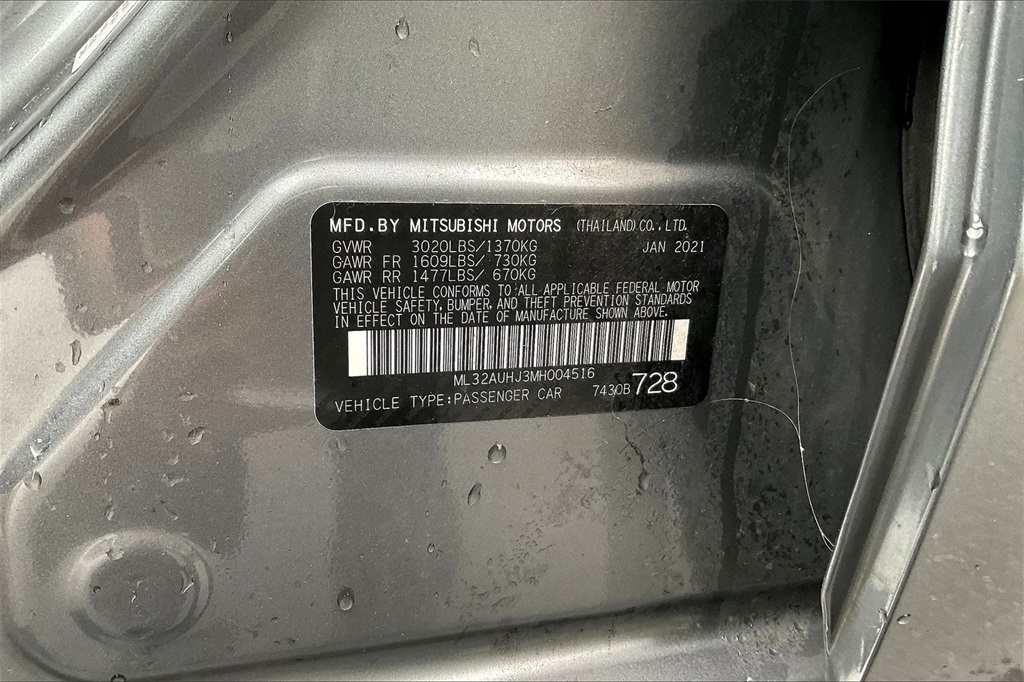 MFD. BY MITSUBISHI MOTORS (THAILAND) CO., LTD.
GVWR 3020LBS/1370KG JAN 2021
GAWR FR 1609LBS/ 730KG
GAWR RR 1477LBS/ 670KG
THIS VEHICLE CONFORMS TO ALL APPLICABLE FEDERAL MOTOR
VEHICLE SAFETY, BUMPER, AND THEFT PREVENTION STANDARDS
IN EFFECT ON THE DATE OF MANUFACTURE SHOWN ABOVE.
ML32AUHJ3MH004516
VEHICLE TYPE:PASSENGER CAR 7430B 728